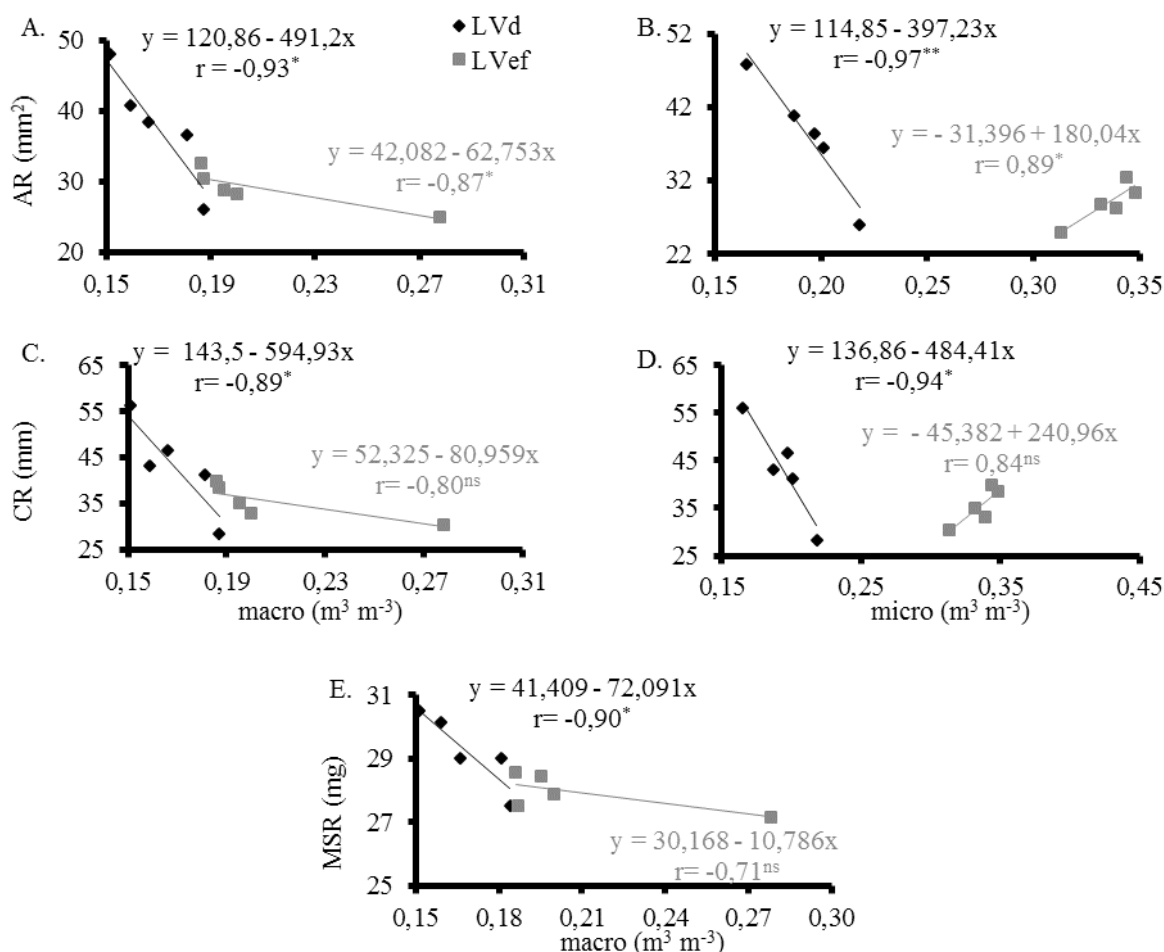 A.
y = 120,86 - 491,2x
r = -0,93*
LVd
LVef
50
40
30
20
AR (mm²)
y = 42,082 - 62,753x
r= -0,87*
0,15 0,19 0,23 0,27 0,31
B.
y = 114,85 - 397,23x
r = -0,97**
52
42
32
22
y = - 31,396 + 180,04x
r= 0,89*
0,15 0,20 0,25 0,30 0,35
C.
y = 143,5 - 594,93x
r= -0,89*
65
55
45
35
25
CR (mm)
y = 52,325 - 80,959x
r= -0,80ns
0,15 0,19 0,23 0,27 0,31
macro (m³ m⁻³)
D.
y = 136,86 - 484,41x
r= -0,94*
65
55
45
35
25
y = - 45,382 + 240,96x
r= 0,84ns
0,15 0,25 0,35 0,45
micro (m³ m⁻³)
E.
y = 41,409 - 72,091x
r= -0,90*
31
29
27
25
MSR (mg)
y = 30,168 - 10,786x
r= -0,71ns
0,15 0,18 0,21 0,24 0,27 0,30
macro (m³ m⁻³)